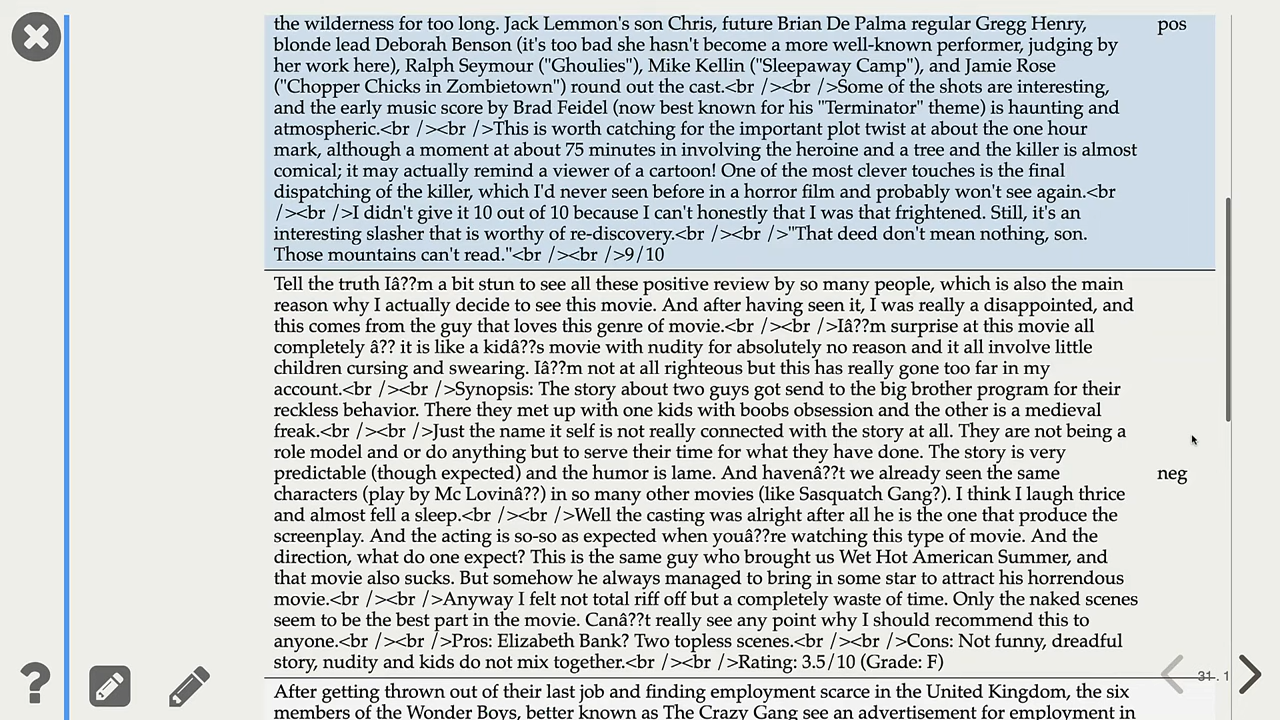 the wilderness for too long. Jack Lemmon's son Chris, future Brian De Palma regular Gregg Henry,
pos
blonde lead Deborah Benson (it's too bad she hasn't become a more well-known performer, judging by
her work here), Ralph Seymour ("Ghoulies"), Mike Kellin ("Sleepaway Camp"), and Jamie Rose
("Chopper Chicks in Zombietown") round out the cast.<br /><br />Some of the shots are interesting,
and the early music score by Brad Feidel (now best known for his "Terminator" theme) is haunting and
atmospheric.<br /><br />This is worth catching for the important plot twist at about the one hour
mark, although a moment at about 75 minutes in involving the heroine and a tree and the killer is almost
comical; it may actually remind a viewer of a cartoon! One of the most clever touches is the final
dispatching of the killer, which I'd never seen before in a horror film and probably won't see again.<br
/><br />I didn't give it 10 out of 10 because I can't honestly that I was that frightened. Still, it's an
interesting slasher that is worthy of re-discovery.<br /><br />"That deed don't mean nothing, son.
Those mountains can't read."<br /><br />9/10
Tell the truth Iâ??m a bit stun to see all these positive review by so many people, which is also the main
reason why I actually decide to see this movie. And after having seen it, I was really a disappointed, and
this comes from the guy that loves this genre of movie.<br /><br />Iâ??m surprise at this movie all
completely â?? it is like a kidâ??s movie with nudity for absolutely no reason and it all involve little
children cursing and swearing. Iâ??m not at all righteous but this has really gone too far in my
account.<br /><br />Synopsis: The story about two guys got send to the big brother program for their
reckless behavior. There they met up with one kids with boobs obsession and the other is a medieval
freak.<br /><br />Just the name it self is not really connected with the story at all. They are not being a
role model and or do anything but to serve their time for what they have done. The story is very
predictable (though expected) and the humor is lame. And havenâ??t we already seen the same
neg
characters (play by Mc Lovinâ??) in so many other movies (like Sasquatch Gang?). I think I laugh thrice
and almost fell a sleep.<br /><br />Well the casting was alright after all he is the one that produce the
screenplay. And the acting is so-so as expected when youâ??re watching this type of movie. And the
direction, what do one expect? This is the same guy who brought us Wet Hot American Summer, and
that movie also sucks. But somehow he always managed to bring in some star to attract his horrendous
movie.<br /><br />Anyway I felt not total riff off but a completely waste of time. Only the naked scenes
seem to be the best part in the movie. Canâ??t really see any point why I should recommend this to
anyone.<br /><br />Pros: Elizabeth Bank? Two topless scenes.<br /><br />Cons: Not funny, dreadful
story, nudity and kids do not mix together.<br /><br />Rating: 3.5/10 (Grade: F)
31.1
After getting thrown out of their last job and finding employment scarce in the United Kingdom, the six
members of the Wonder Boys, better known as The Crazy Gang see an advertisement for employment in